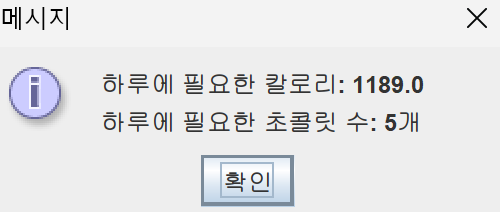 메시지
하루에 필요한 칼로리: 1189.0
하루에 필요한 초콜릿 수: 5개
확인